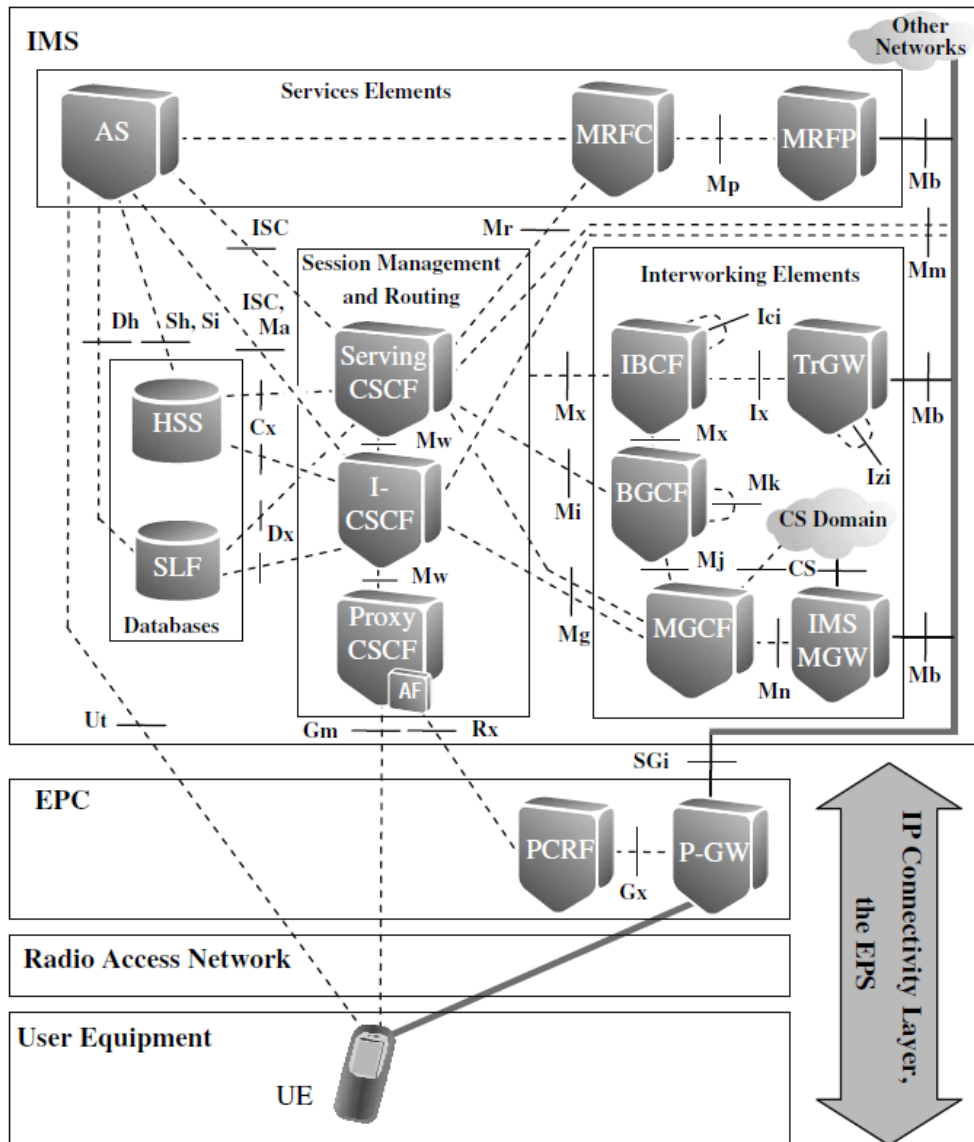 IMS
Other
Networks
Services Elements
AS
MRFC
MRFP
Mp
Mb
ISC
Mr
Mm
Session Management
and Routing
Interworking Elements
ISC,
Ma
Dh
Sh, Si
Ici
Serving
CSCF
IBCF
TrGW
HSS
Cx
Mx
Ix
Mb
Mw
Mx
Izi
I-
CSCF
BGCF
Mk
Mi
CS Domain
Dx
SLF
Mj
CS
Mw
Databases
Proxy
CSCF
AF
Mg
MGCF
IMS
MGW
Mn
Mb
Ut
Gm
Rx
SGi
EPC
PCRF
P-GW
Gx
IP Connectivity Layer,
the EPS
Radio Access Network
User Equipment
UE